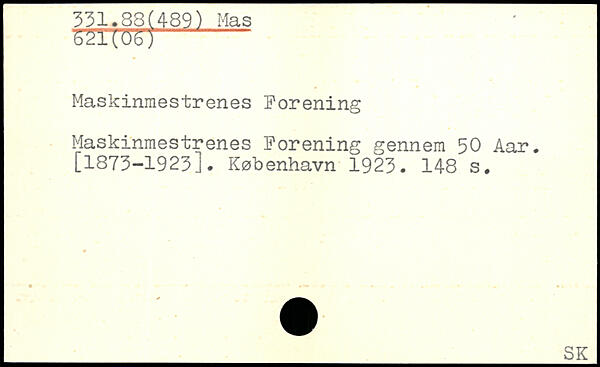 331.88(489) Mas
621(06)
Maskinmestrenes Forening
Maskinmestrenes Forening gennem 50 Aar.
[1873-1923]. København 1923. 148 s.
SK